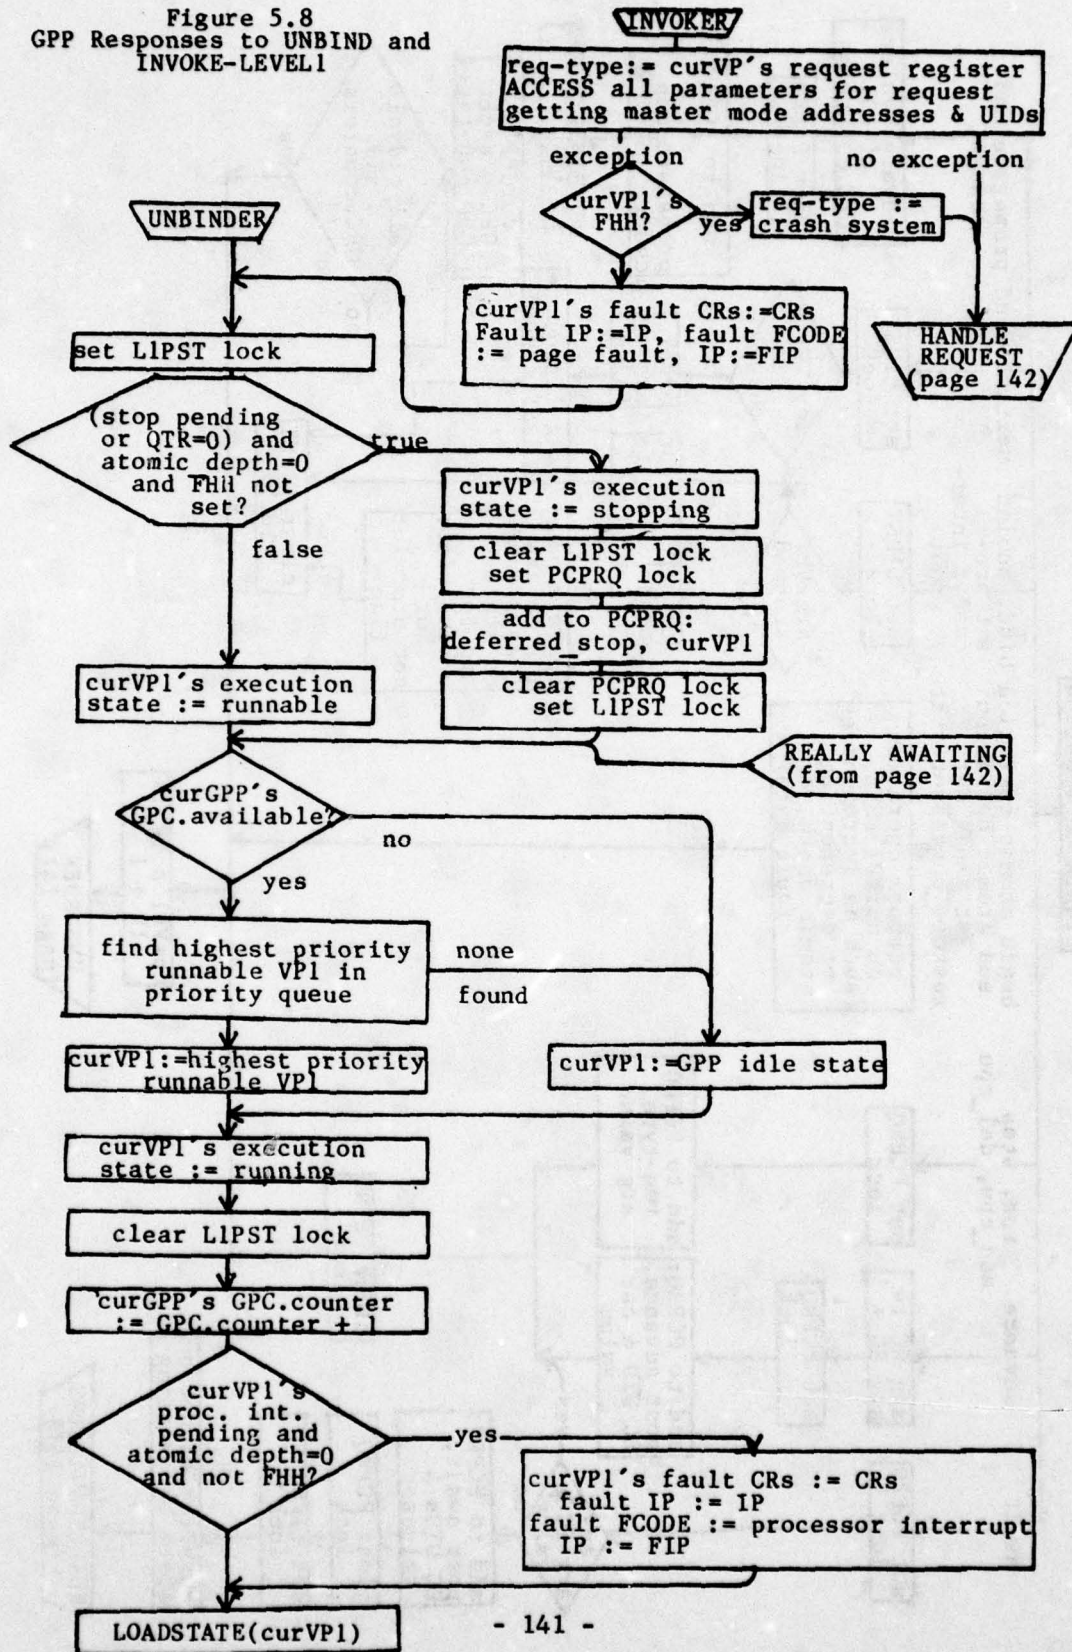 Figure 5.8
GPP Responses to UNBIND and
INVOKE-LEVEL1
INVOKER
req-type:= curVP's request register
ACCESS all parameters for request
getting master mode addresses & UIDs
exception
no exception
curVP1's
FHH?
yes
req-type :=
crash system
UNBINDER
curVP1's fault CRs:=CRs
Fault IP:=IP, fault FCODE
:= page fault, IP:=FIP
HANDLE
REQUEST
(page 142)
set L1PST lock
(stop pending
or QTR=0) and
atomic depth=0
and FHH not
set?
true
false
curVP1's execution
state := stopping
clear L1PST lock
set PCPRQ lock
add to PCPRQ:
deferred_stop, curVP1
clear PCPRQ lock
set L1PST lock
curVP1's execution
state := runnable
REALLY AWAITING
(from page 142)
curGPP's
GPC.available?
no
yes
find highest priority
runnable VP1 in
priority queue
none
found
curVP1:=highest priority
runnable VP1
curVP1:=GPP idle state
curVP1's execution
state := running
clear L1PST lock
curGPP's GPC.counter
:= GPC.counter + 1
curVP1's
proc. int.
pending and
atomic depth=0
and not FHH?
yes
curVP1's fault CRs := CRs
fault IP := IP
fault FCODE := processor interrupt
IP := FIP
LOADSTATE(curVP1)
- 141 -